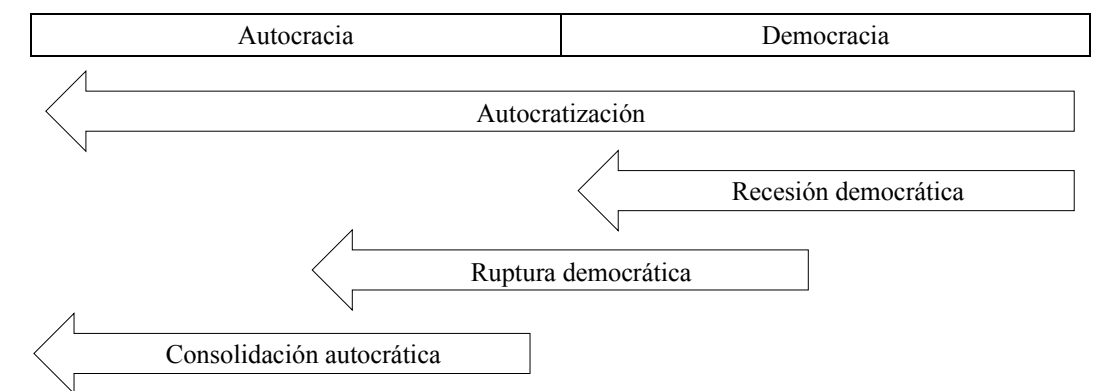 Autocracia Democracia
Autocratización
Recesión democrática
Ruptura democrática
Consolidación autocrática